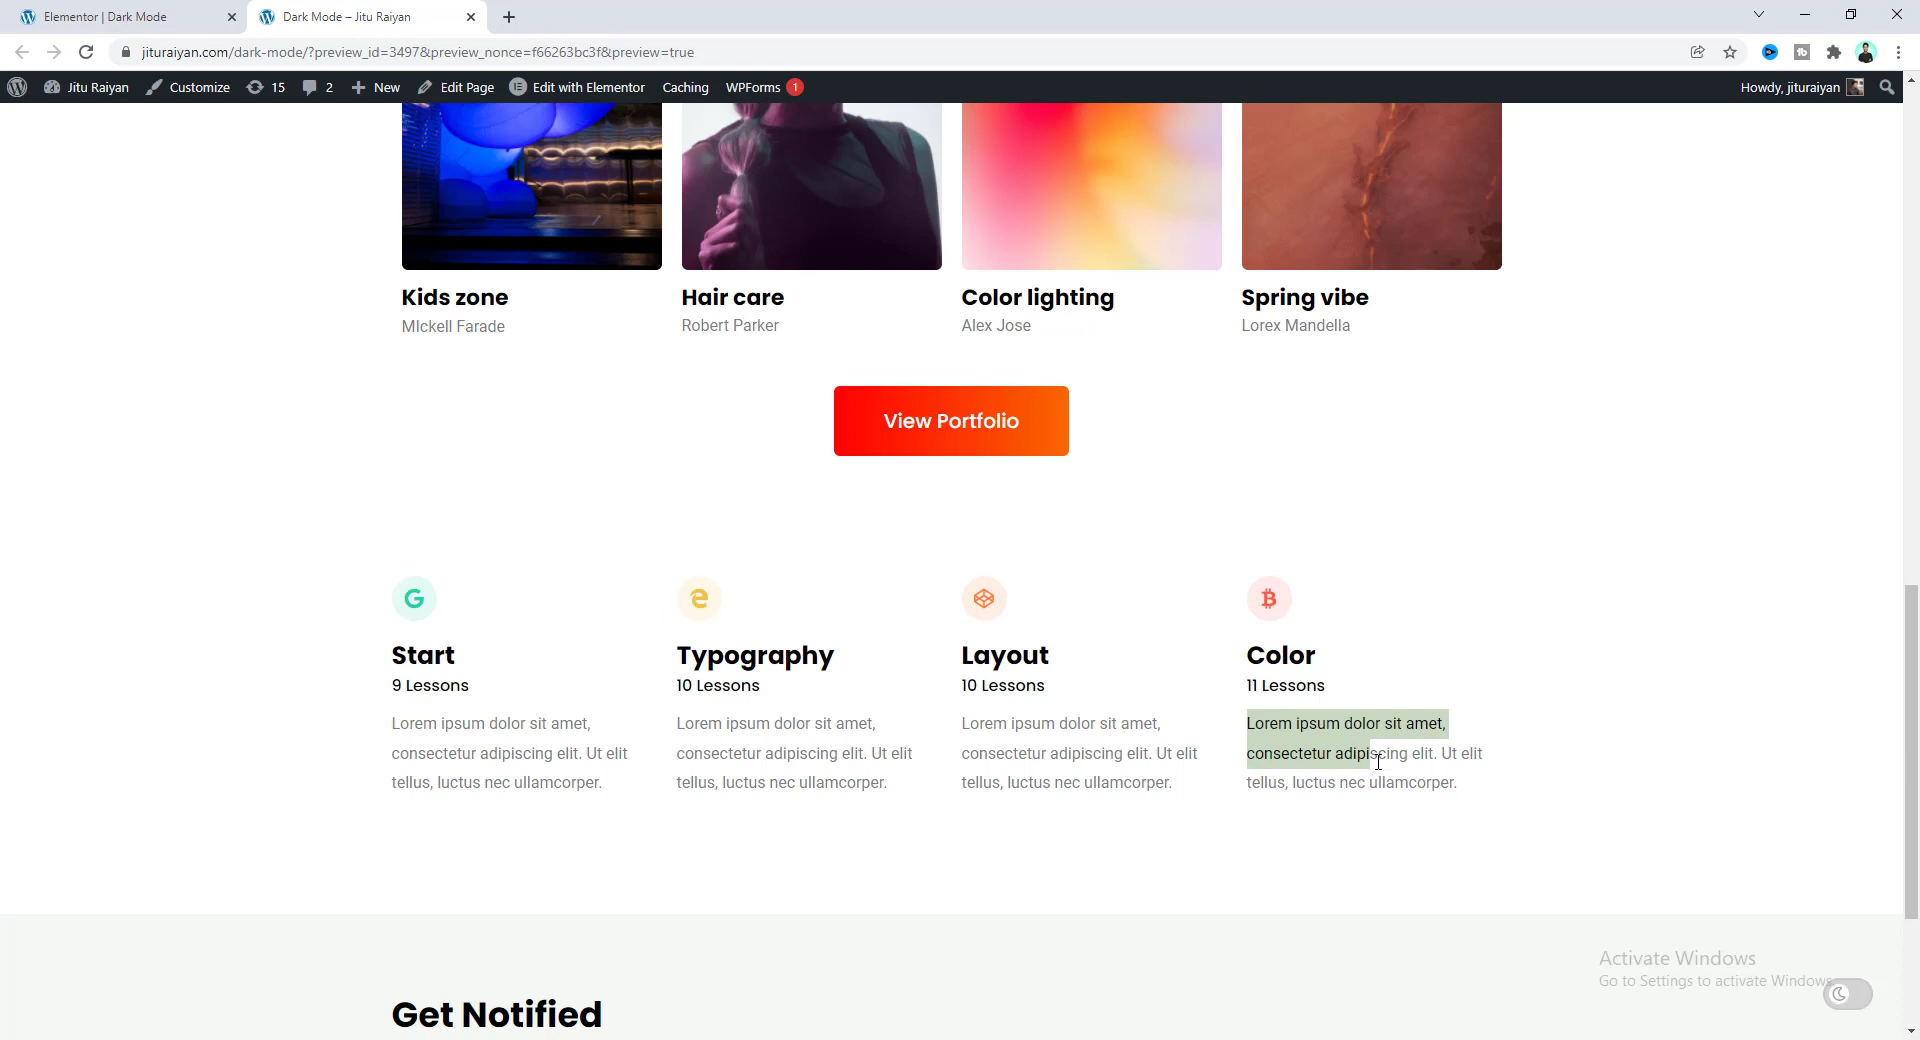 Elementor | Dark Mode
Dark Mode – Jitu Raiyan
jituraiyan.com/dark-mode/?preview_id=3497&preview_nonce=f66263bc3f&preview=true
Jitu Raiyan
Customize
15
2
New
Edit Page
Edit with Elementor
Caching
WPForms 1
Howdy, jituraiyan
Kids zone
MIckell Farade
Hair care
Robert Parker
Color lighting
Alex Jose
Spring vibe
Lorex Mandella
View Portfolio
Start
9 Lessons
Lorem ipsum dolor sit amet,
consectetur adipiscing elit. Ut elit
tellus, luctus nec ullamcorper.
Typography
10 Lessons
Lorem ipsum dolor sit amet,
consectetur adipiscing elit. Ut elit
tellus, luctus nec ullamcorper.
Layout
10 Lessons
Lorem ipsum dolor sit amet,
consectetur adipiscing elit. Ut elit
tellus, luctus nec ullamcorper.
Color
11 Lessons
Lorem ipsum dolor sit amet,
consectetur adipiscing elit. Ut elit
tellus, luctus nec ullamcorper.
Get Notified
Activate Windows
Go to Settings to activate Windows